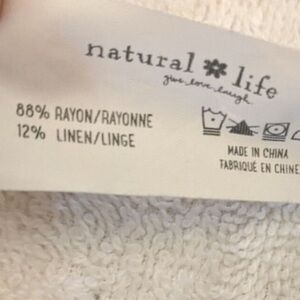 natural life
give.love.laugh.
88% RAYON/RAYONNE
12% LINEN/LINGE
MADE IN CHINA
FABRIQUÉ EN CHINE